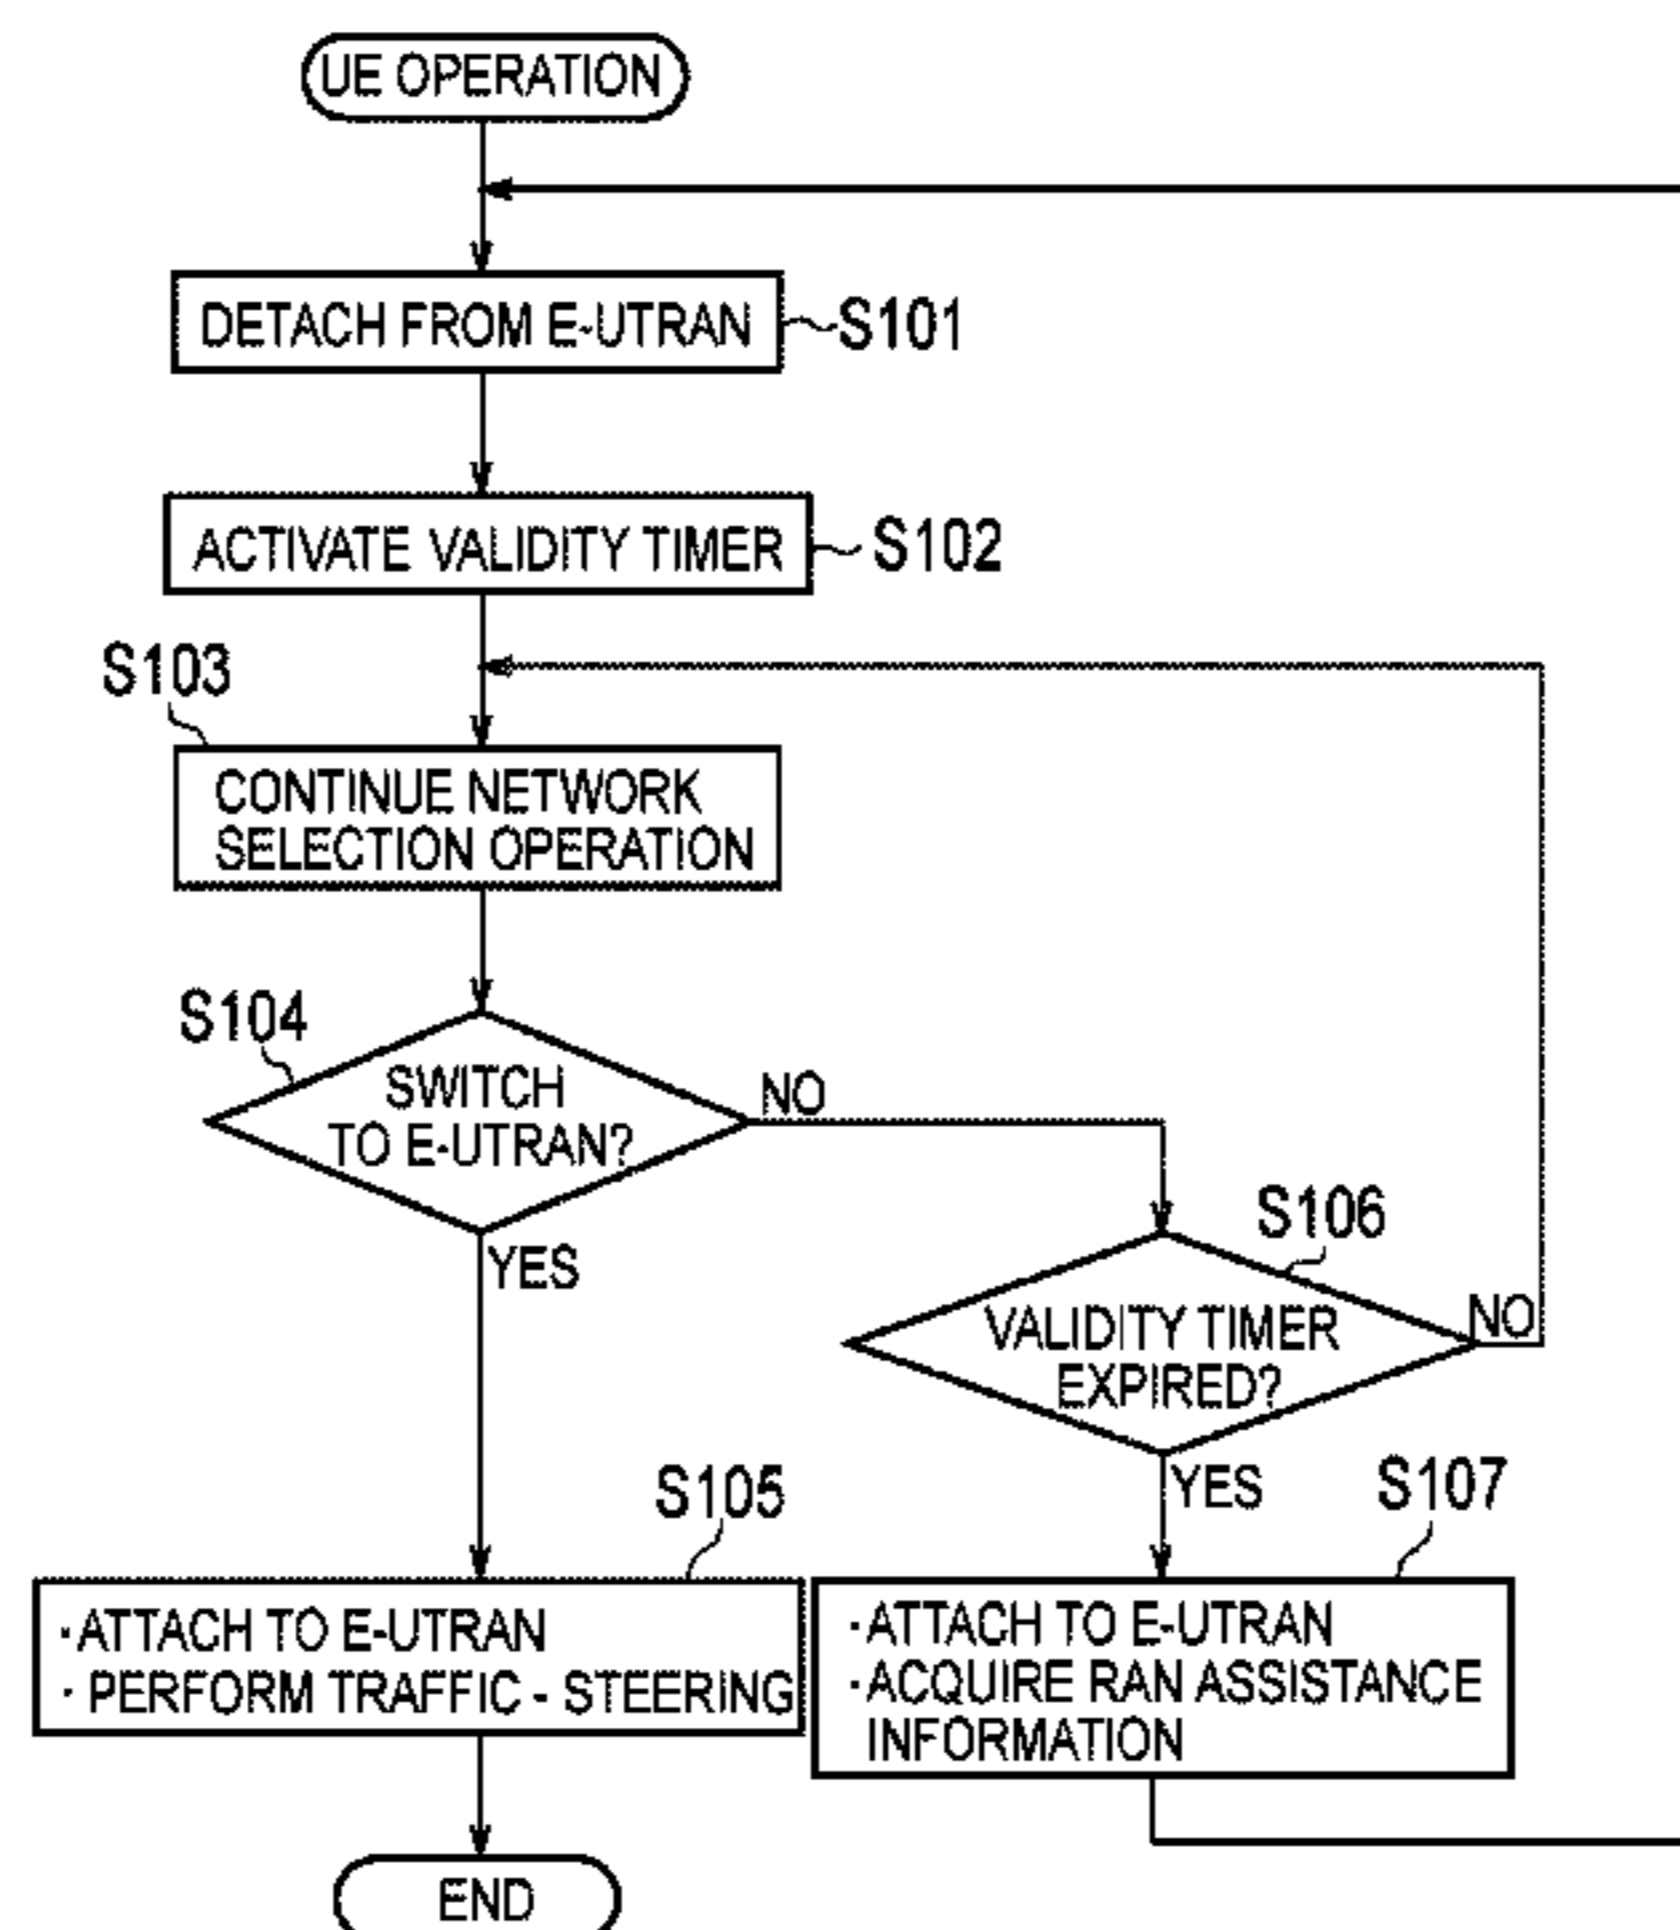 UE OPERATION
DETACH FROM E-UTRAN
S101
ACTIVATE VALIDITY TIMER
S102
S103
CONTINUE NETWORK
SELECTION OPERATION
S104
SWITCH
TO E-UTRAN?
NO
YES
S106
VALIDITY TIMER
EXPIRED?
NO
YES
S105
· ATTACH TO E-UTRAN
· PERFORM TRAFFIC - STEERING
S107
· ATTACH TO E-UTRAN
· ACQUIRE RAN ASSISTANCE
INFORMATION
END